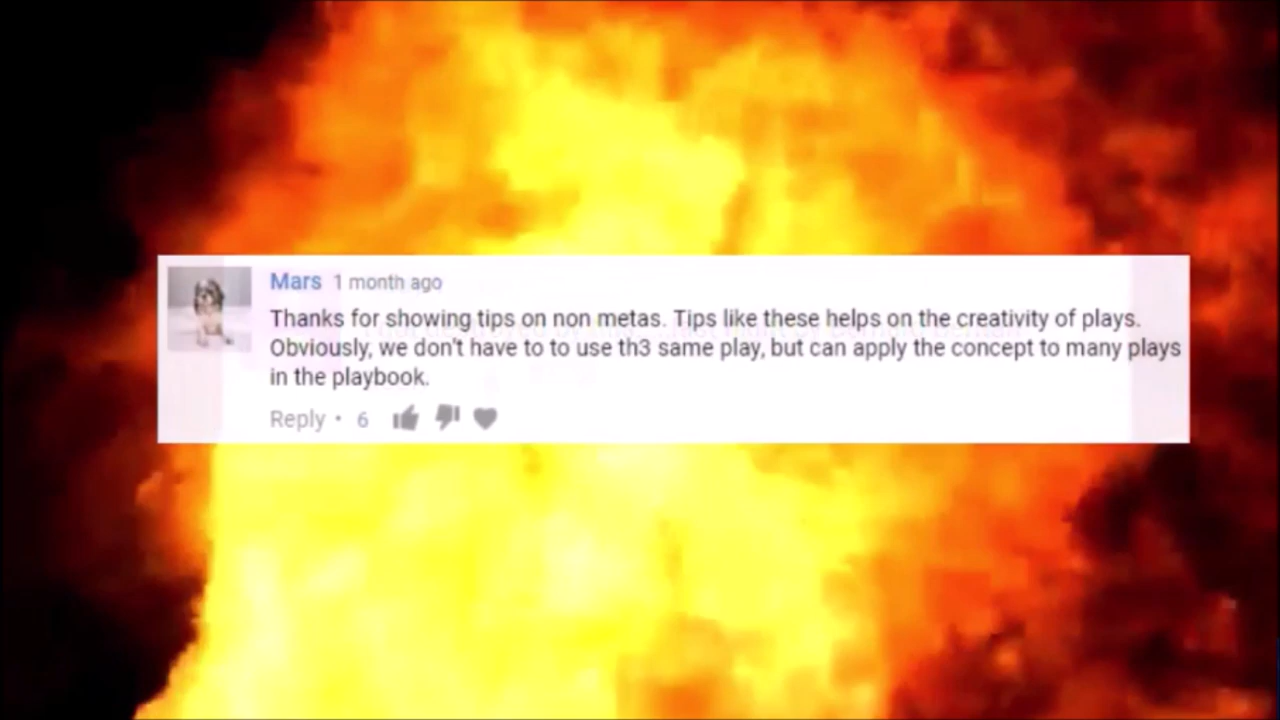 Mars 1 month ago
Thanks for showing tips on non metas. Tips like these helps on the creativity of plays.
Obviously, we don't have to to use th3 same play, but can apply the concept to many plays
in the playbook.
Reply • 6